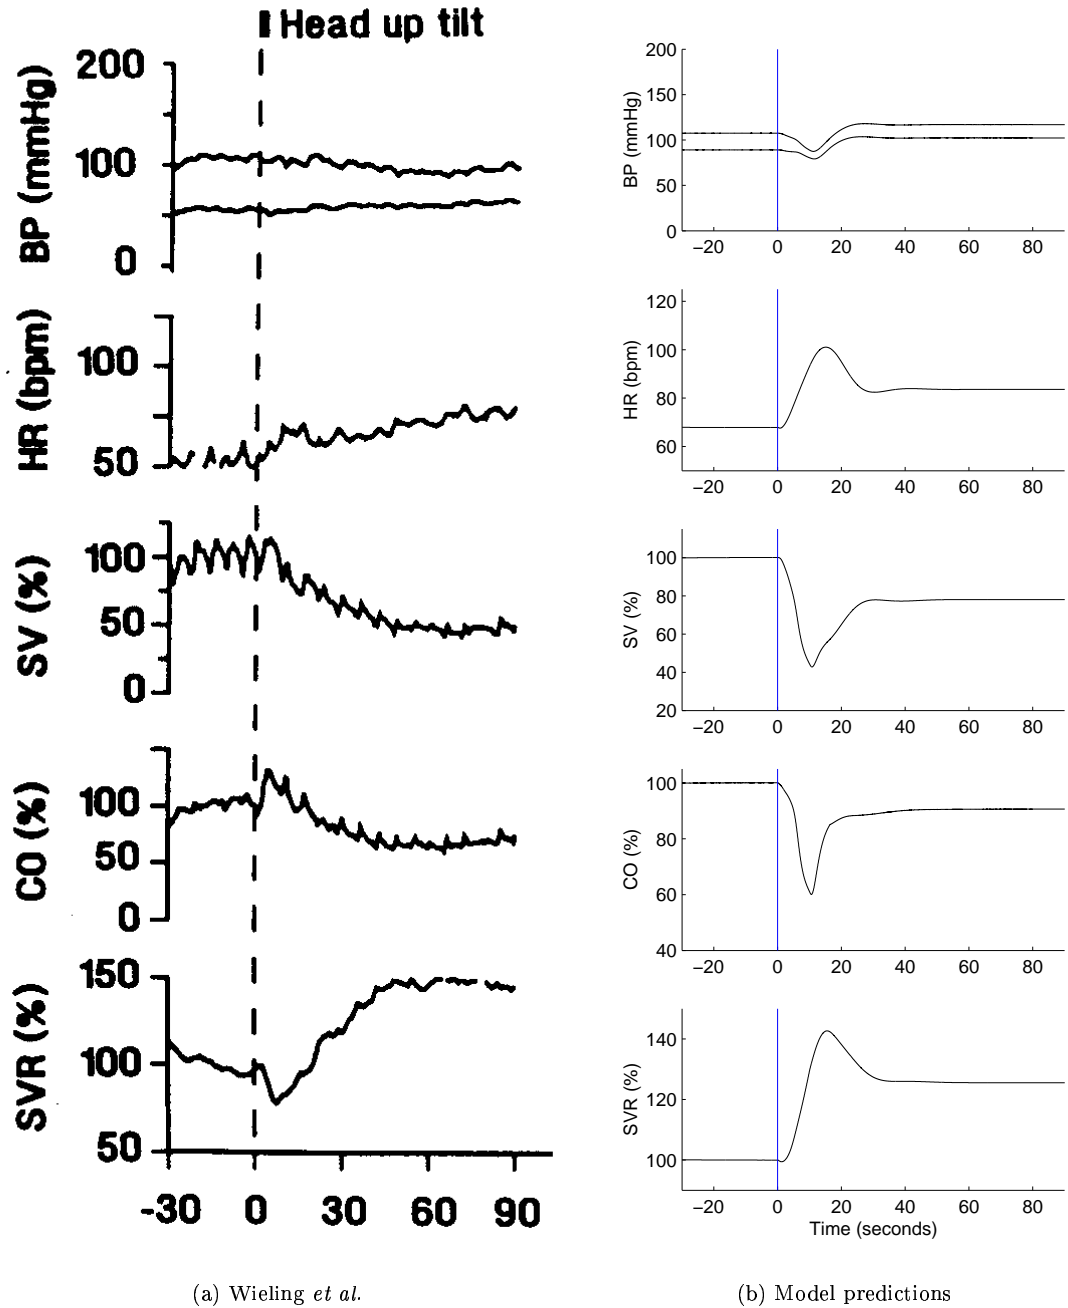 Head up tilt
BP (mmHg)
200
100
0
HR (bpm)
100
50
SV (%)
100
50
0
CO (%)
100
50
0
SVR (%)
150
100
50
-30 0 30 60 90
(a) Wieling et al.
BP (mmHg)
200
150
100
50
0
−20 0 20 40 60 80
HR (bpm)
120
100
80
60
−20 0 20 40 60 80
SV (%)
100
80
60
40
20
−20 0 20 40 60 80
CO (%)
100
80
60
40
−20 0 20 40 60 80
SVR (%)
140
120
100
−20 0 20 40 60 80
Time (seconds)
(b) Model predictions